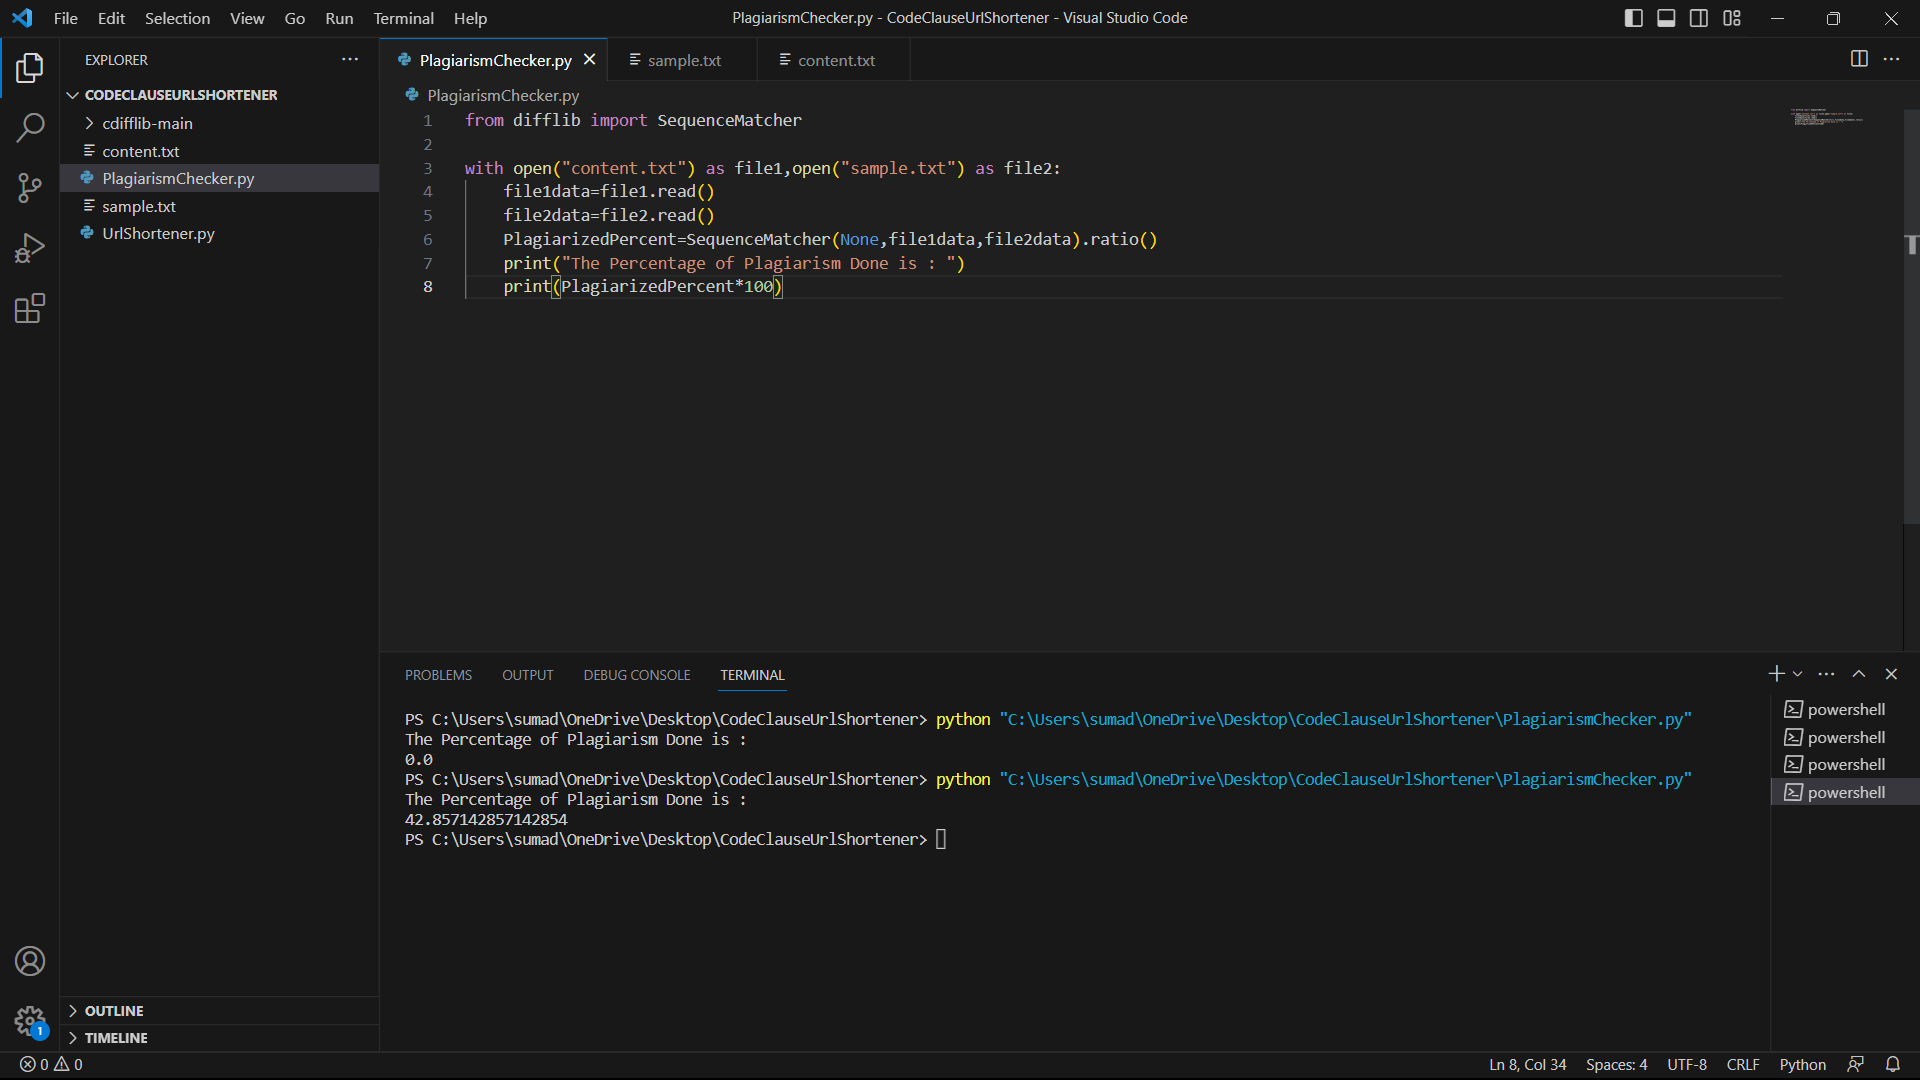 File Edit Selection View Go Run Terminal Help
PlagiarismChecker.py - CodeClauseUrlShortener - Visual Studio Code
EXPLORER
CODECLAUSEURLSHORTENER
cdifflib-main
content.txt
PlagiarismChecker.py
sample.txt
UrlShortener.py
OUTLINE
TIMELINE
PlagiarismChecker.py sample.txt content.txt
PlagiarismChecker.py
1 from difflib import SequenceMatcher
2
3 with open("content.txt") as file1,open("sample.txt") as file2:
4 file1data=file1.read()
5 file2data=file2.read()
6 PlagiarizedPercent=SequenceMatcher(None,file1data,file2data).ratio()
7 print("The Percentage of Plagiarism Done is : ")
8 print(PlagiarizedPercent*100)
PROBLEMS OUTPUT DEBUG CONSOLE TERMINAL
PS C:\Users\sumad\OneDrive\Desktop\CodeClauseUrlShortener> python "C:\Users\sumad\OneDrive\Desktop\CodeClauseUrlShortener\PlagiarismChecker.py"
The Percentage of Plagiarism Done is :
0.0
PS C:\Users\sumad\OneDrive\Desktop\CodeClauseUrlShortener> python "C:\Users\sumad\OneDrive\Desktop\CodeClauseUrlShortener\PlagiarismChecker.py"
The Percentage of Plagiarism Done is :
42.857142857142854
PS C:\Users\sumad\OneDrive\Desktop\CodeClauseUrlShortener>
powershell
powershell
powershell
powershell
1
0 0
Ln 8, Col 34 Spaces: 4 UTF-8 CRLF Python